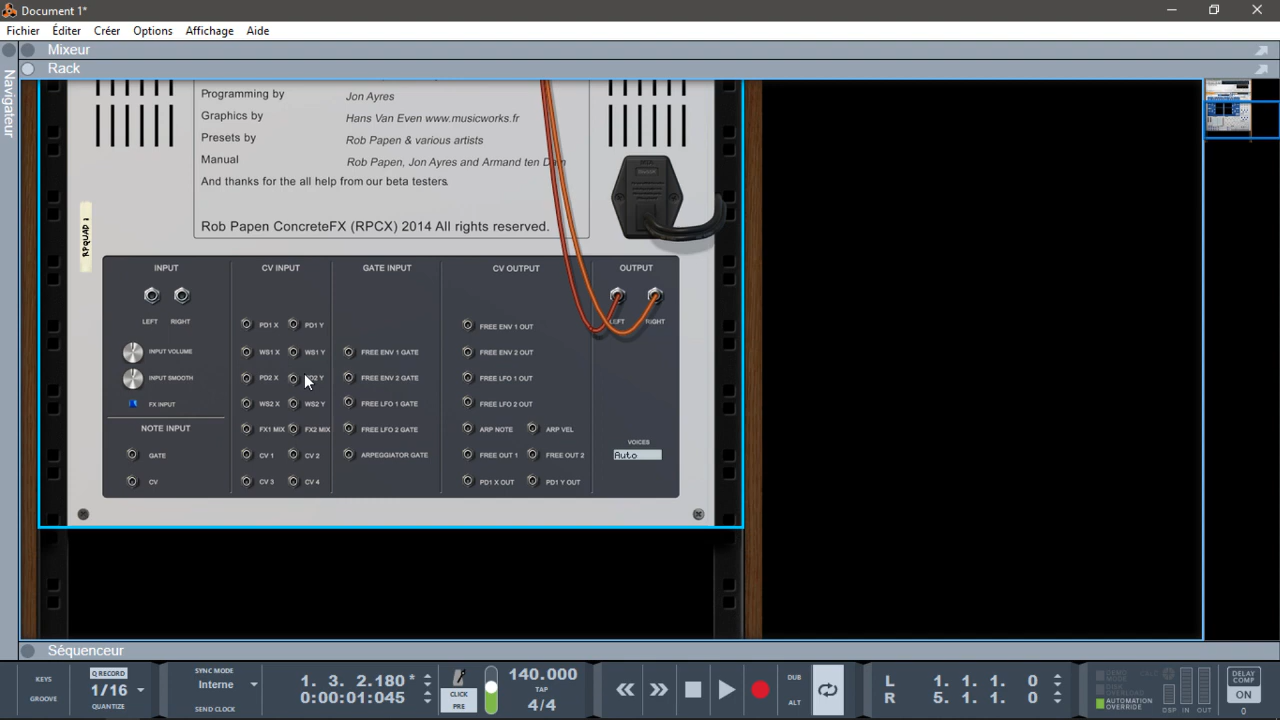 Document 1*
Fichier Éditer Créer Options Affichage Aide
Mixeur
Rack
Navigateur
Programming by Jon Ayres
Graphics by Hans Van Even www.musicworks.fr
Presets by Rob Papen & various artists
Manual Rob Papen, Jon Ayres and Armand ten Dam
And thanks for the all help from our beta testers.
Rob Papen ConcreteFX (RPCX) 2014 All rights reserved.
RPQUAD 1
INPUT CV INPUT GATE INPUT CV OUTPUT OUTPUT
LEFT RIGHT PD1 X PD1 Y FREE ENV 1 OUT LEFT RIGHT
INPUT VOLUME WS1 X WS1 Y FREE ENV 1 GATE FREE ENV 2 OUT
INPUT SMOOTH PD2 X PD2 Y FREE ENV 2 GATE FREE LFO 1 OUT
FX INPUT WS2 X WS2 Y FREE LFO 1 GATE FREE LFO 2 OUT
NOTE INPUT FX1 MIX FX2 MIX FREE LFO 2 GATE ARP NOTE ARP VEL
VOICES
GATE CV 1 CV 2 ARPEGGIATOR GATE FREE OUT 1 FREE OUT 2 Auto
CV CV 3 CV 4 PD1 X OUT PD1 Y OUT
Séquenceur
KEYS
GROOVE
Q RECORD
1/16
QUANTIZE
SYNC MODE
Interne
SEND CLOCK
1. 3. 2.180 *
0:00:01:045
CLICK
PRE
140.000
TAP
4/4
DUB
ALT
L 1. 1. 1. 0
R 5. 1. 1. 0
DEMO MODE
CALC
DISK OVERLOAD
AUTOMATION OVERRIDE
DSP IN OUT
DELAY COMP
ON
0